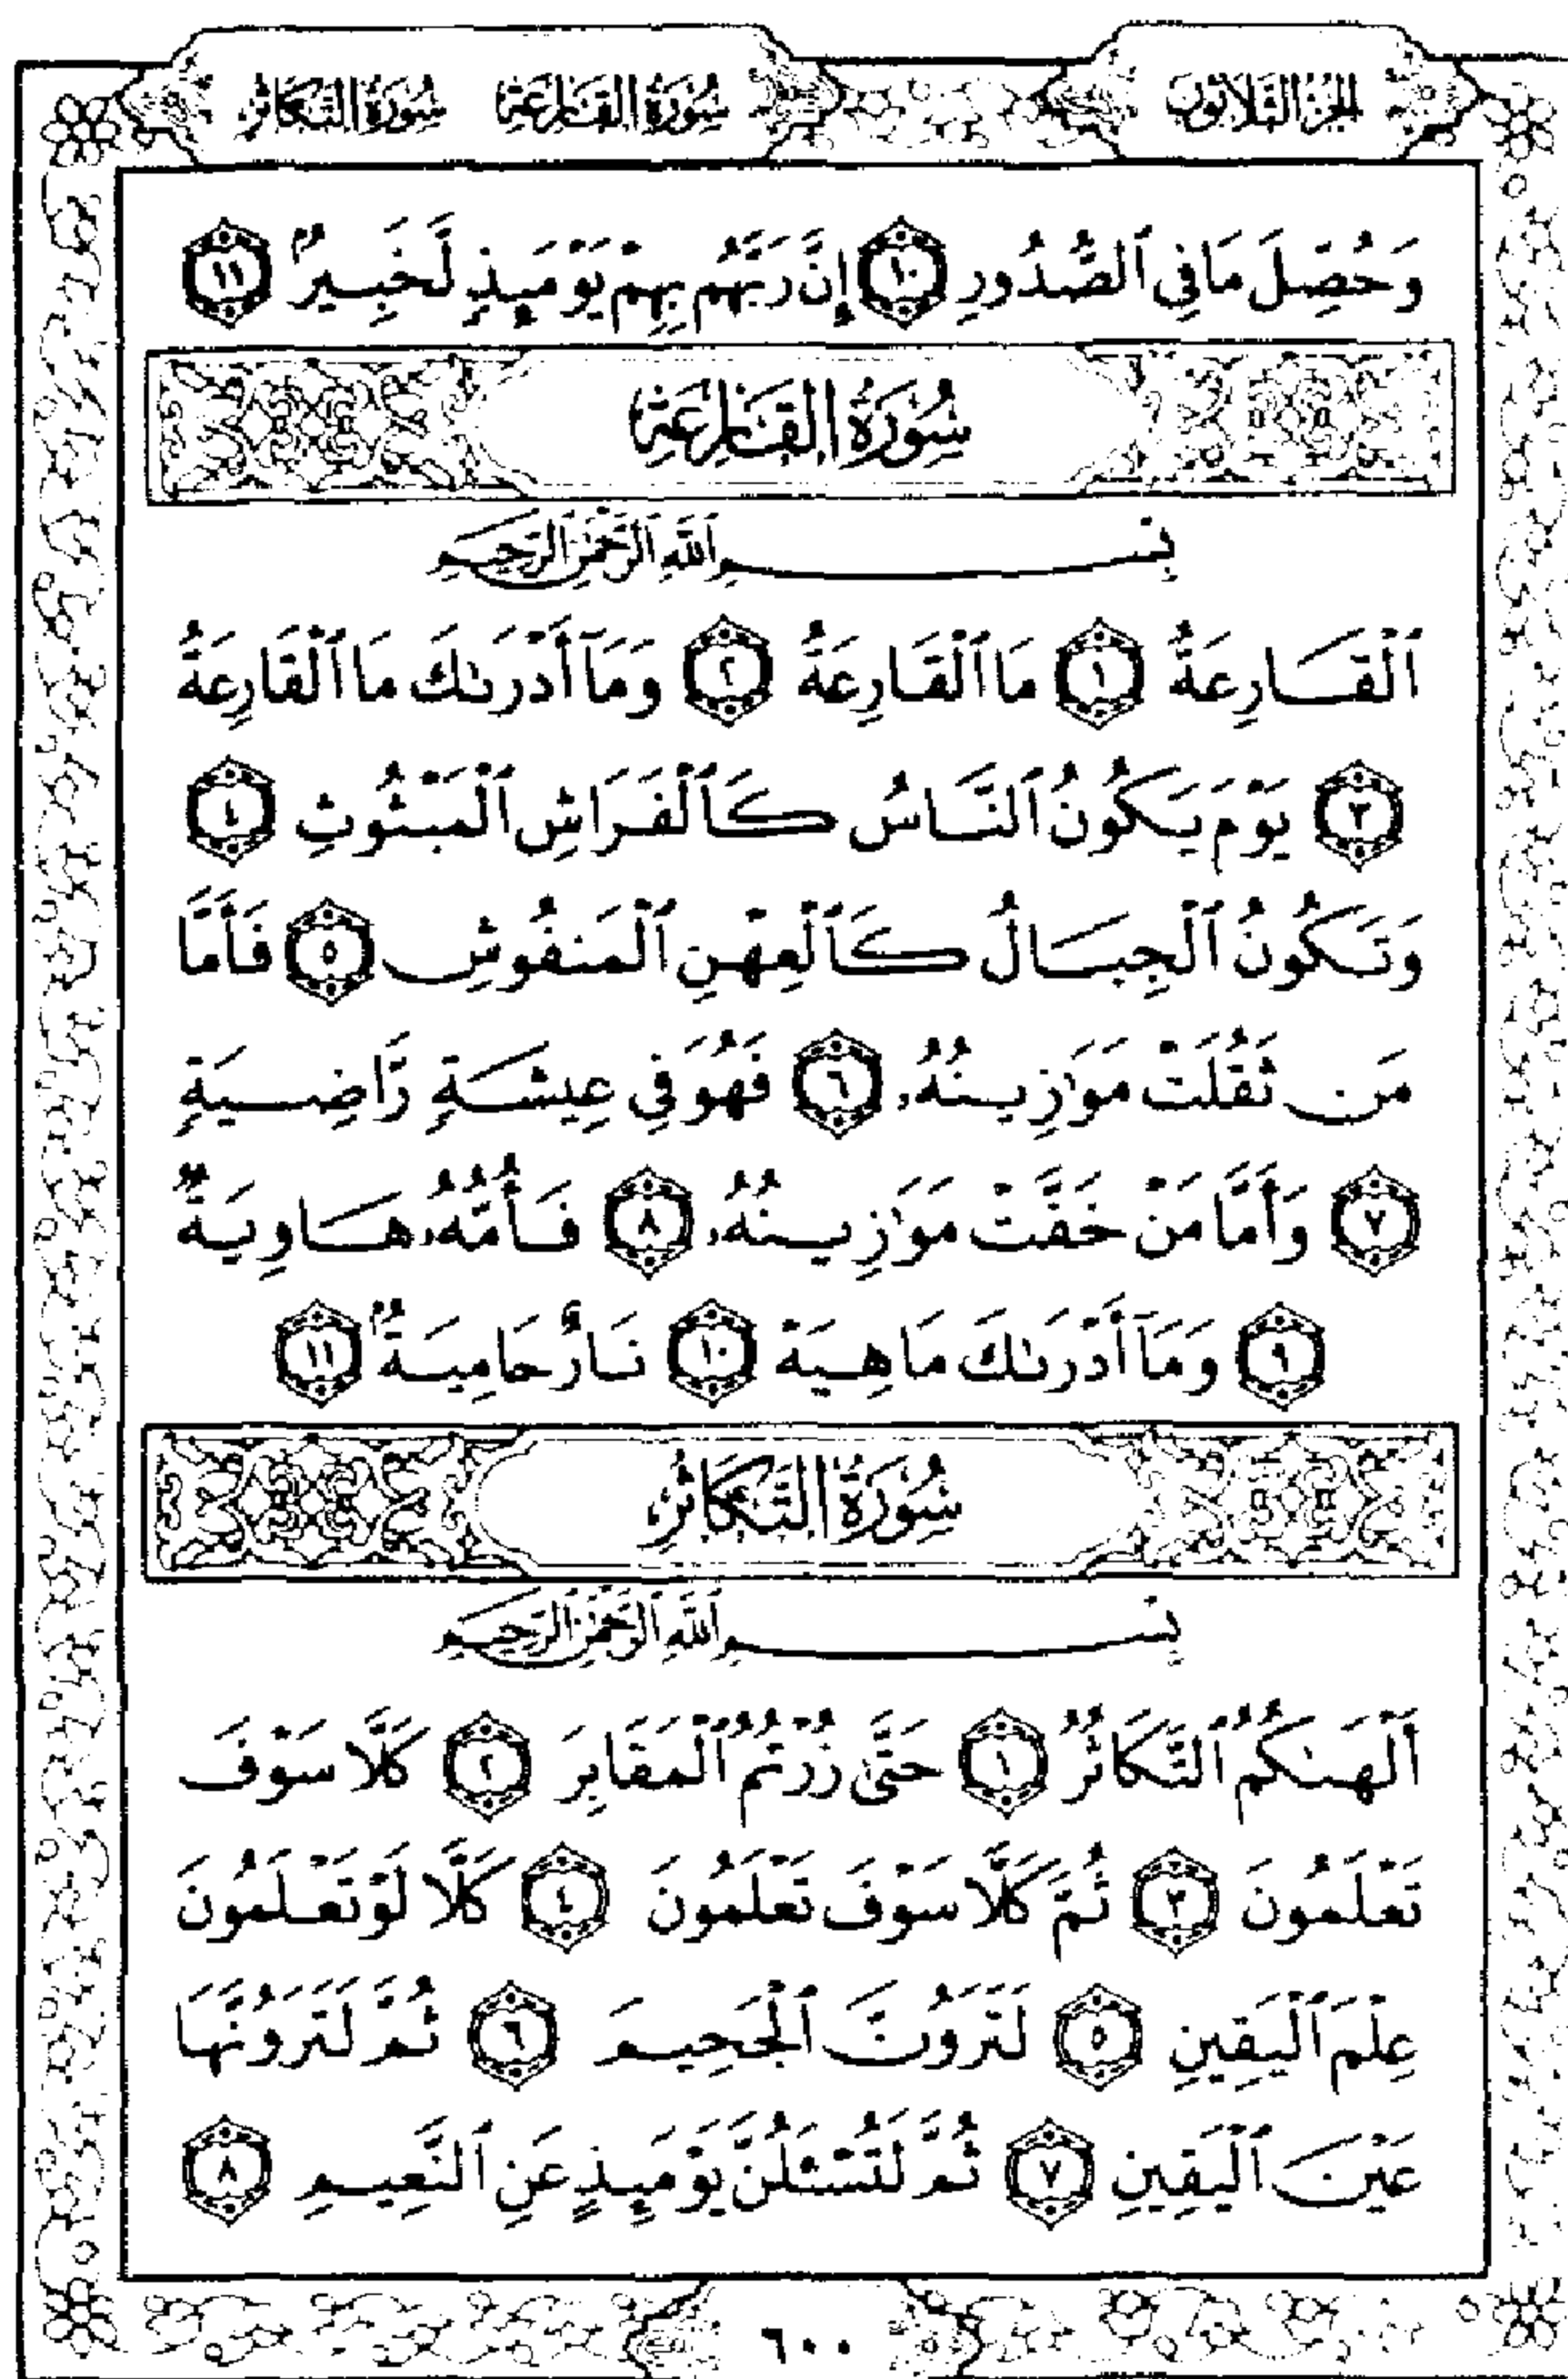 الجزء الثلاثون سورة القارعة سورة التكاثر
وَحُصِّلَ مَا فِي ٱلصُّدُورِ ١٠ إِنَّ رَبَّهُم بِهِمْ يَوْمَئِذٍ لَّخَبِيرٌۢ ١١
سُورَةُ القَارِعَةِ
بِسْمِ ٱللَّهِ ٱلرَّحْمَٰنِ ٱلرَّحِيمِ
ٱلْقَارِعَةُ ١ مَا ٱلْقَارِعَةُ ٢ وَمَآ أَدْرَىٰكَ مَا ٱلْقَارِعَةُ
٣ يَوْمَ يَكُونُ ٱلنَّاسُ كَٱلْفَرَاشِ ٱلْمَبْثُوثِ ٤
وَتَكُونُ ٱلْجِبَالُ كَٱلْعِهْنِ ٱلْمَنفُوشِ ٥ فَأَمَّا
مَن ثَقُلَتْ مَوَٰزِينُهُۥ ٦ فَهُوَ فِي عِيشَةٍ رَّاضِيَةٍ
٧ وَأَمَّا مَنْ خَفَّتْ مَوَٰزِينُهُۥ ٨ فَأُمُّهُۥ هَاوِيَةٌ
٩ وَمَآ أَدْرَىٰكَ مَا هِيَهْ ١٠ نَارٌ حَامِيَةٌۢ ١١
سُورَةُ التَّكَاثُرِ
بِسْمِ ٱللَّهِ ٱلرَّحْمَٰنِ ٱلرَّحِيمِ
أَلْهَىٰكُمُ ٱلتَّكَاثُرُ ١ حَتَّىٰ زُرْتُمُ ٱلْمَقَابِرَ ٢ كَلَّا سَوْفَ
تَعْلَمُونَ ٣ ثُمَّ كَلَّا سَوْفَ تَعْلَمُونَ ٤ كَلَّا لَوْ تَعْلَمُونَ
عِلْمَ ٱلْيَقِينِ ٥ لَتَرَوُنَّ ٱلْجَحِيمَ ٦ ثُمَّ لَتَرَوُنَّهَا
عَيْنَ ٱلْيَقِينِ ٧ ثُمَّ لَتُسْـَٔلُنَّ يَوْمَئِذٍ عَنِ ٱلنَّعِيمِ ٨
٦٠٠